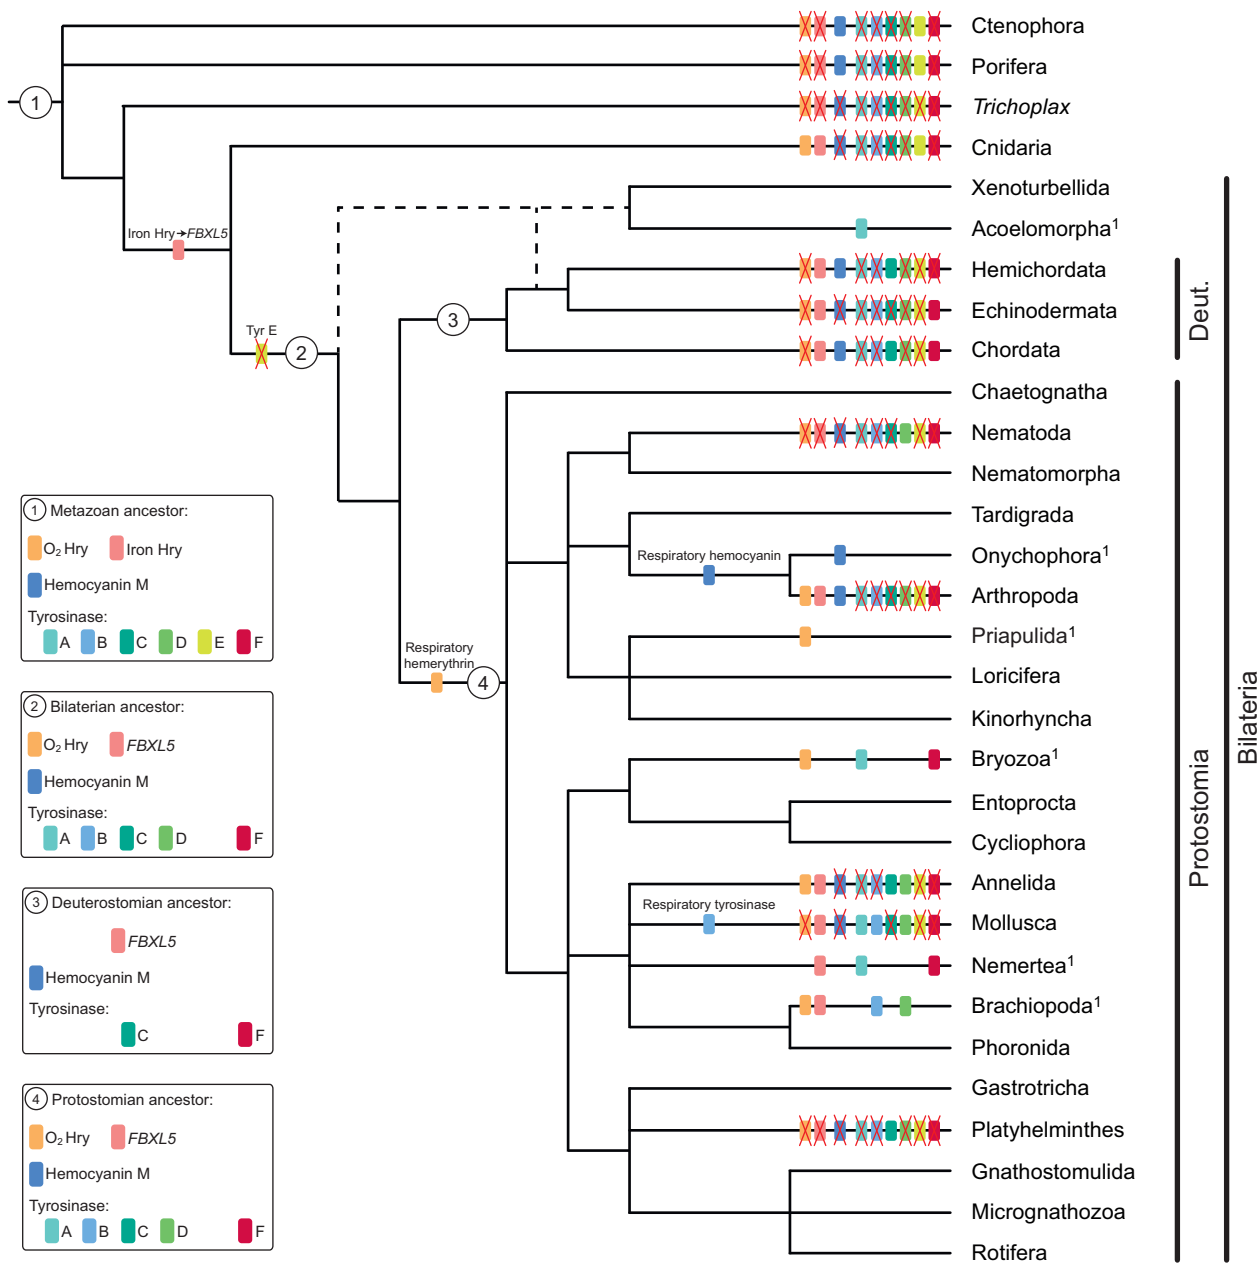 Ctenophora
Porifera
1
Trichoplax
Cnidaria
Xenoturbellida
Iron Hry→FBXL5
Acoelomorpha1
Hemichordata
Echinodermata
3
Tyr E
2
Chordata
Deut.
Chaetognatha
Nematoda
Nematomorpha
Tardigrada
Respiratory hemocyanin
Onychophora1
Arthropoda
Priapulida1
Respiratory
hemerythrin
4
Loricifera
Kinorhyncha
Bryozoa1
Entoprocta
Cycliophora
Annelida
Respiratory tyrosinase
Mollusca
Nemertea1
Brachiopoda1
Phoronida
Gastrotricha
Platyhelminthes
Gnathostomulida
Micrognathozoa
Rotifera
Protostomia
Bilateria
1 Metazoan ancestor:
O2 Hry Iron Hry
Hemocyanin M
Tyrosinase:
A B C D E F
2 Bilaterian ancestor:
O2 Hry FBXL5
Hemocyanin M
Tyrosinase:
A B C D F
3 Deuterostomian ancestor:
FBXL5
Hemocyanin M
Tyrosinase:
C F
4 Protostomian ancestor:
O2 Hry FBXL5
Hemocyanin M
Tyrosinase:
A B C D F